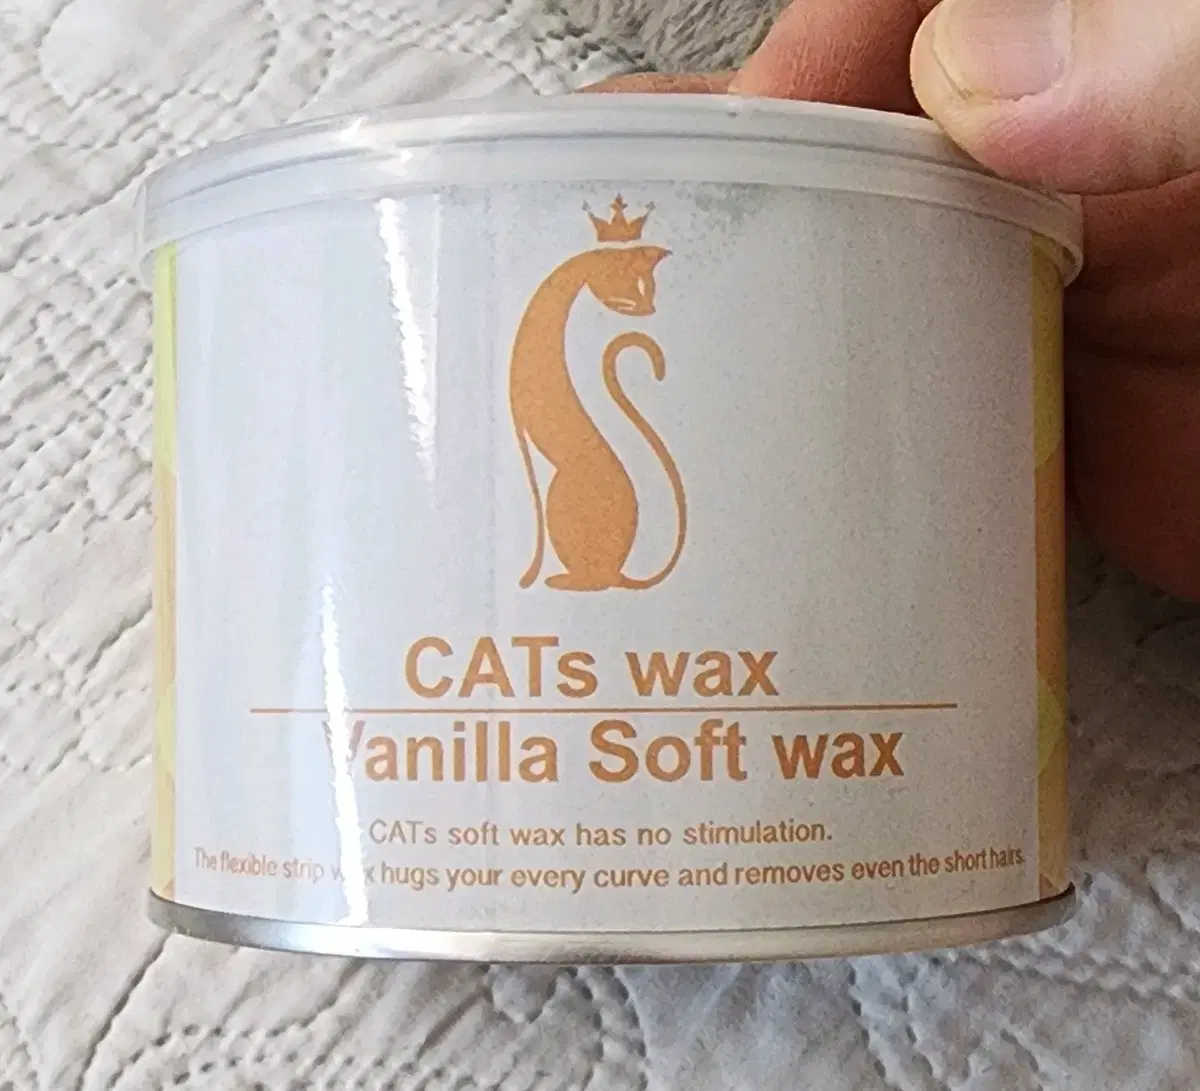 CATs wax
Vanilla Soft wax
CATs soft wax has no stimulation.
The flexible strip wax hugs your every curve and removes even the short hairs.